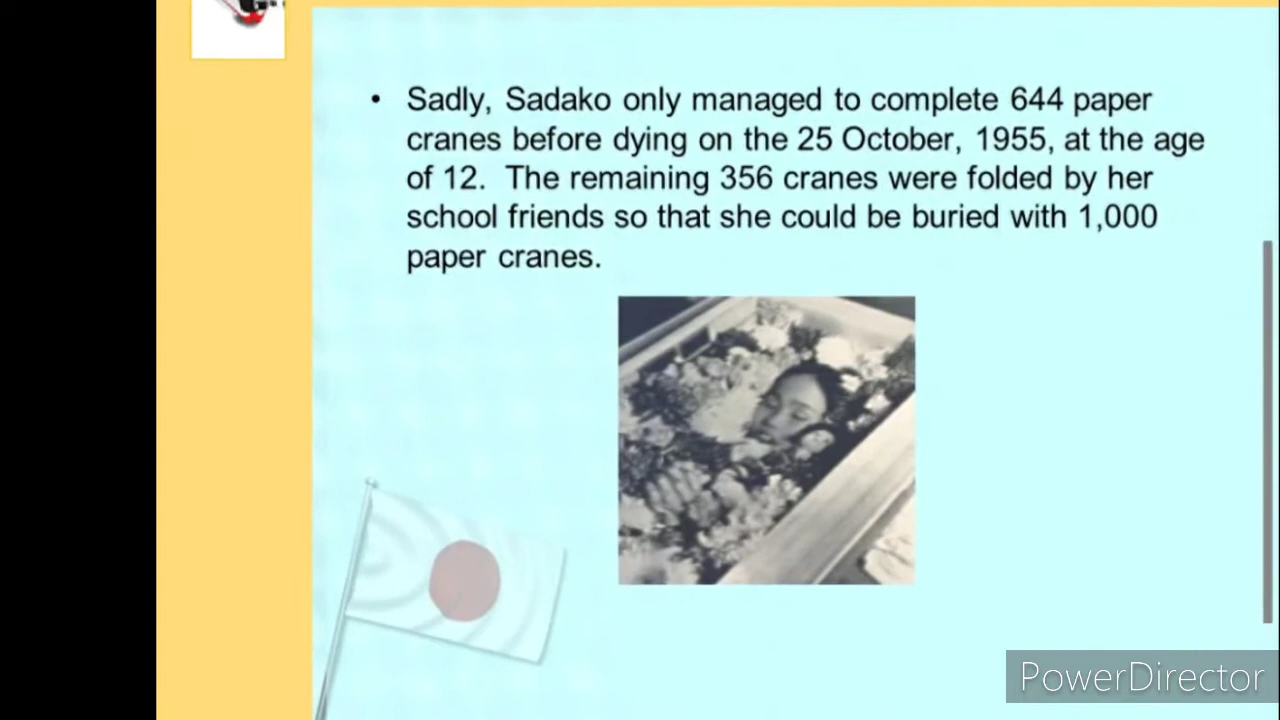 • Sadly, Sadako only managed to complete 644 paper
cranes before dying on the 25 October, 1955, at the age
of 12. The remaining 356 cranes were folded by her
school friends so that she could be buried with 1,000
paper cranes.
PowerDirector